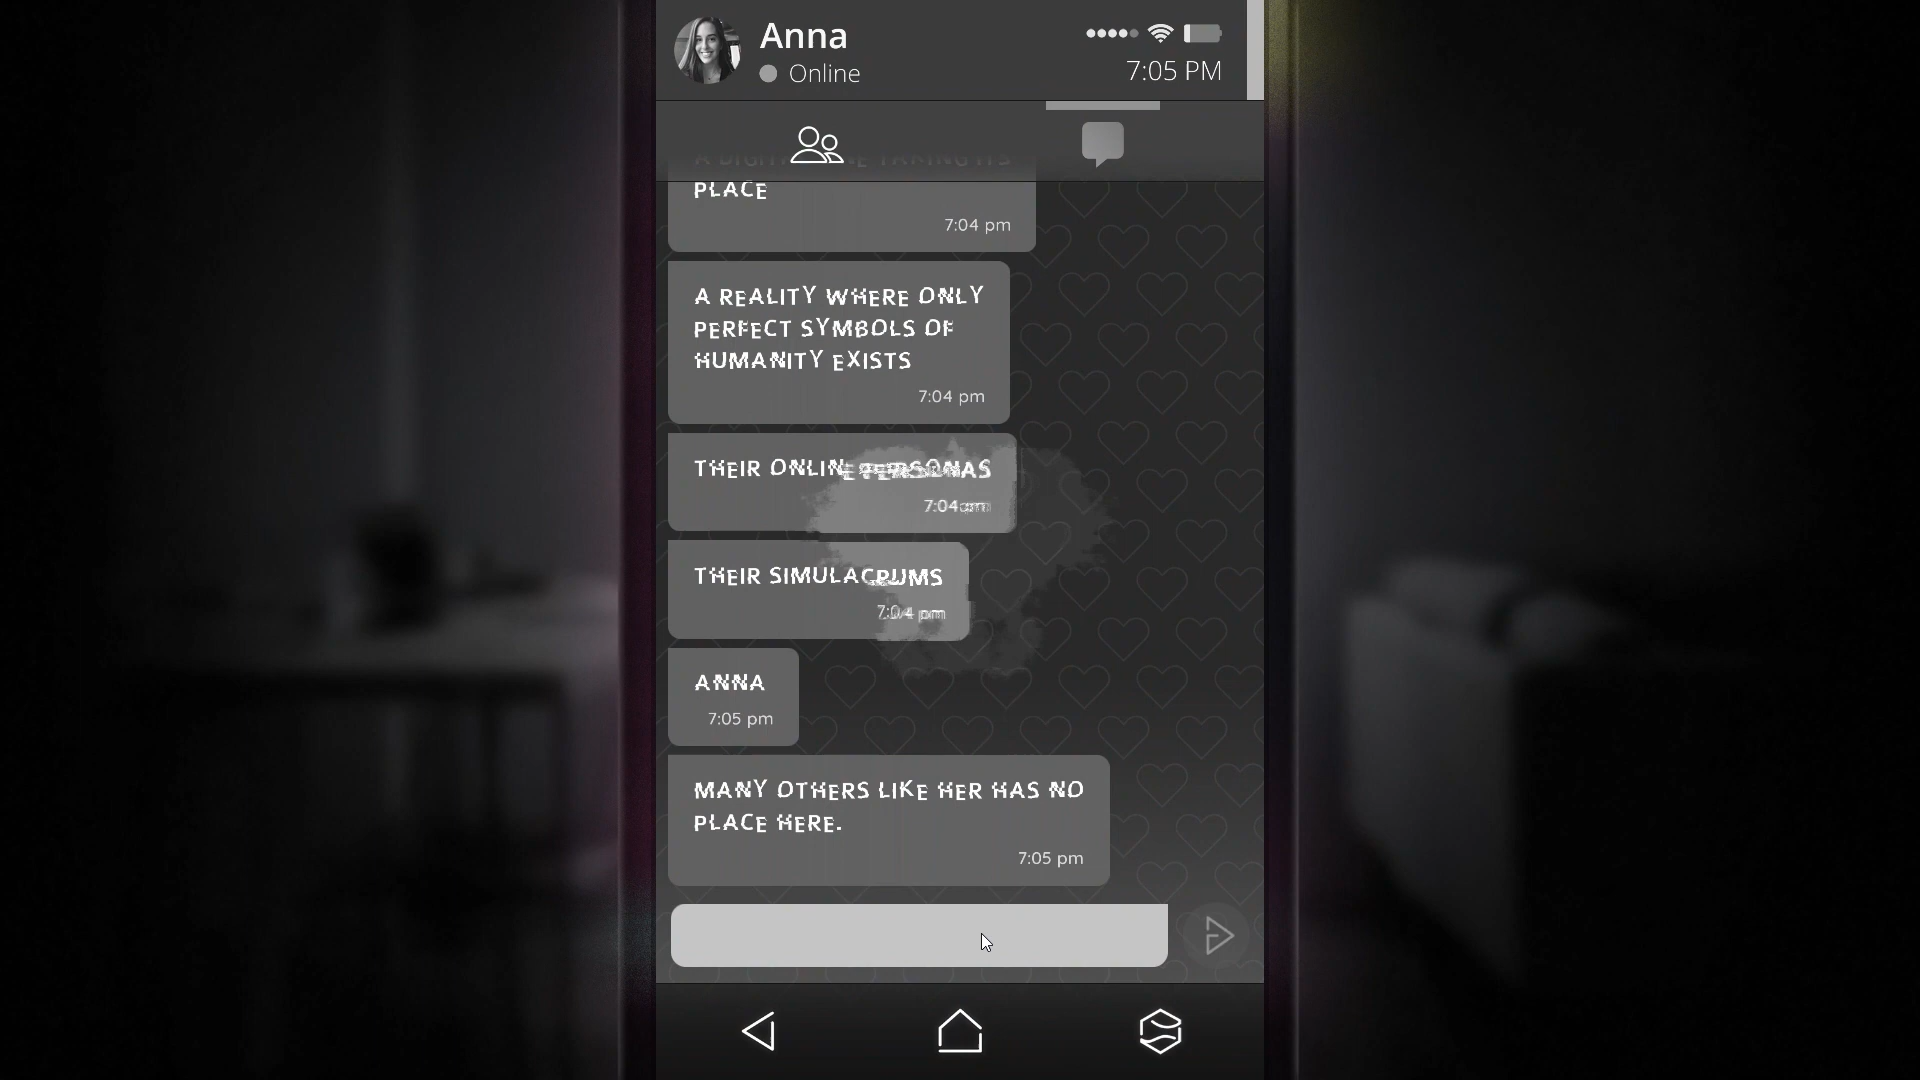 Anna
Online
7:05 PM
PLACE
7:04 pm
A REALITY WHERE ONLY
PERFECT SYMBOLS OF
HUMANITY EXISTS
7:04 pm
THEIR ONLINE PERSONAS
7:04 pm
THEIR SIMULACRUMS
7:04 pm
ANNA
7:05 pm
MANY OTHERS LIKE HER HAS NO
PLACE HERE.
7:05 pm